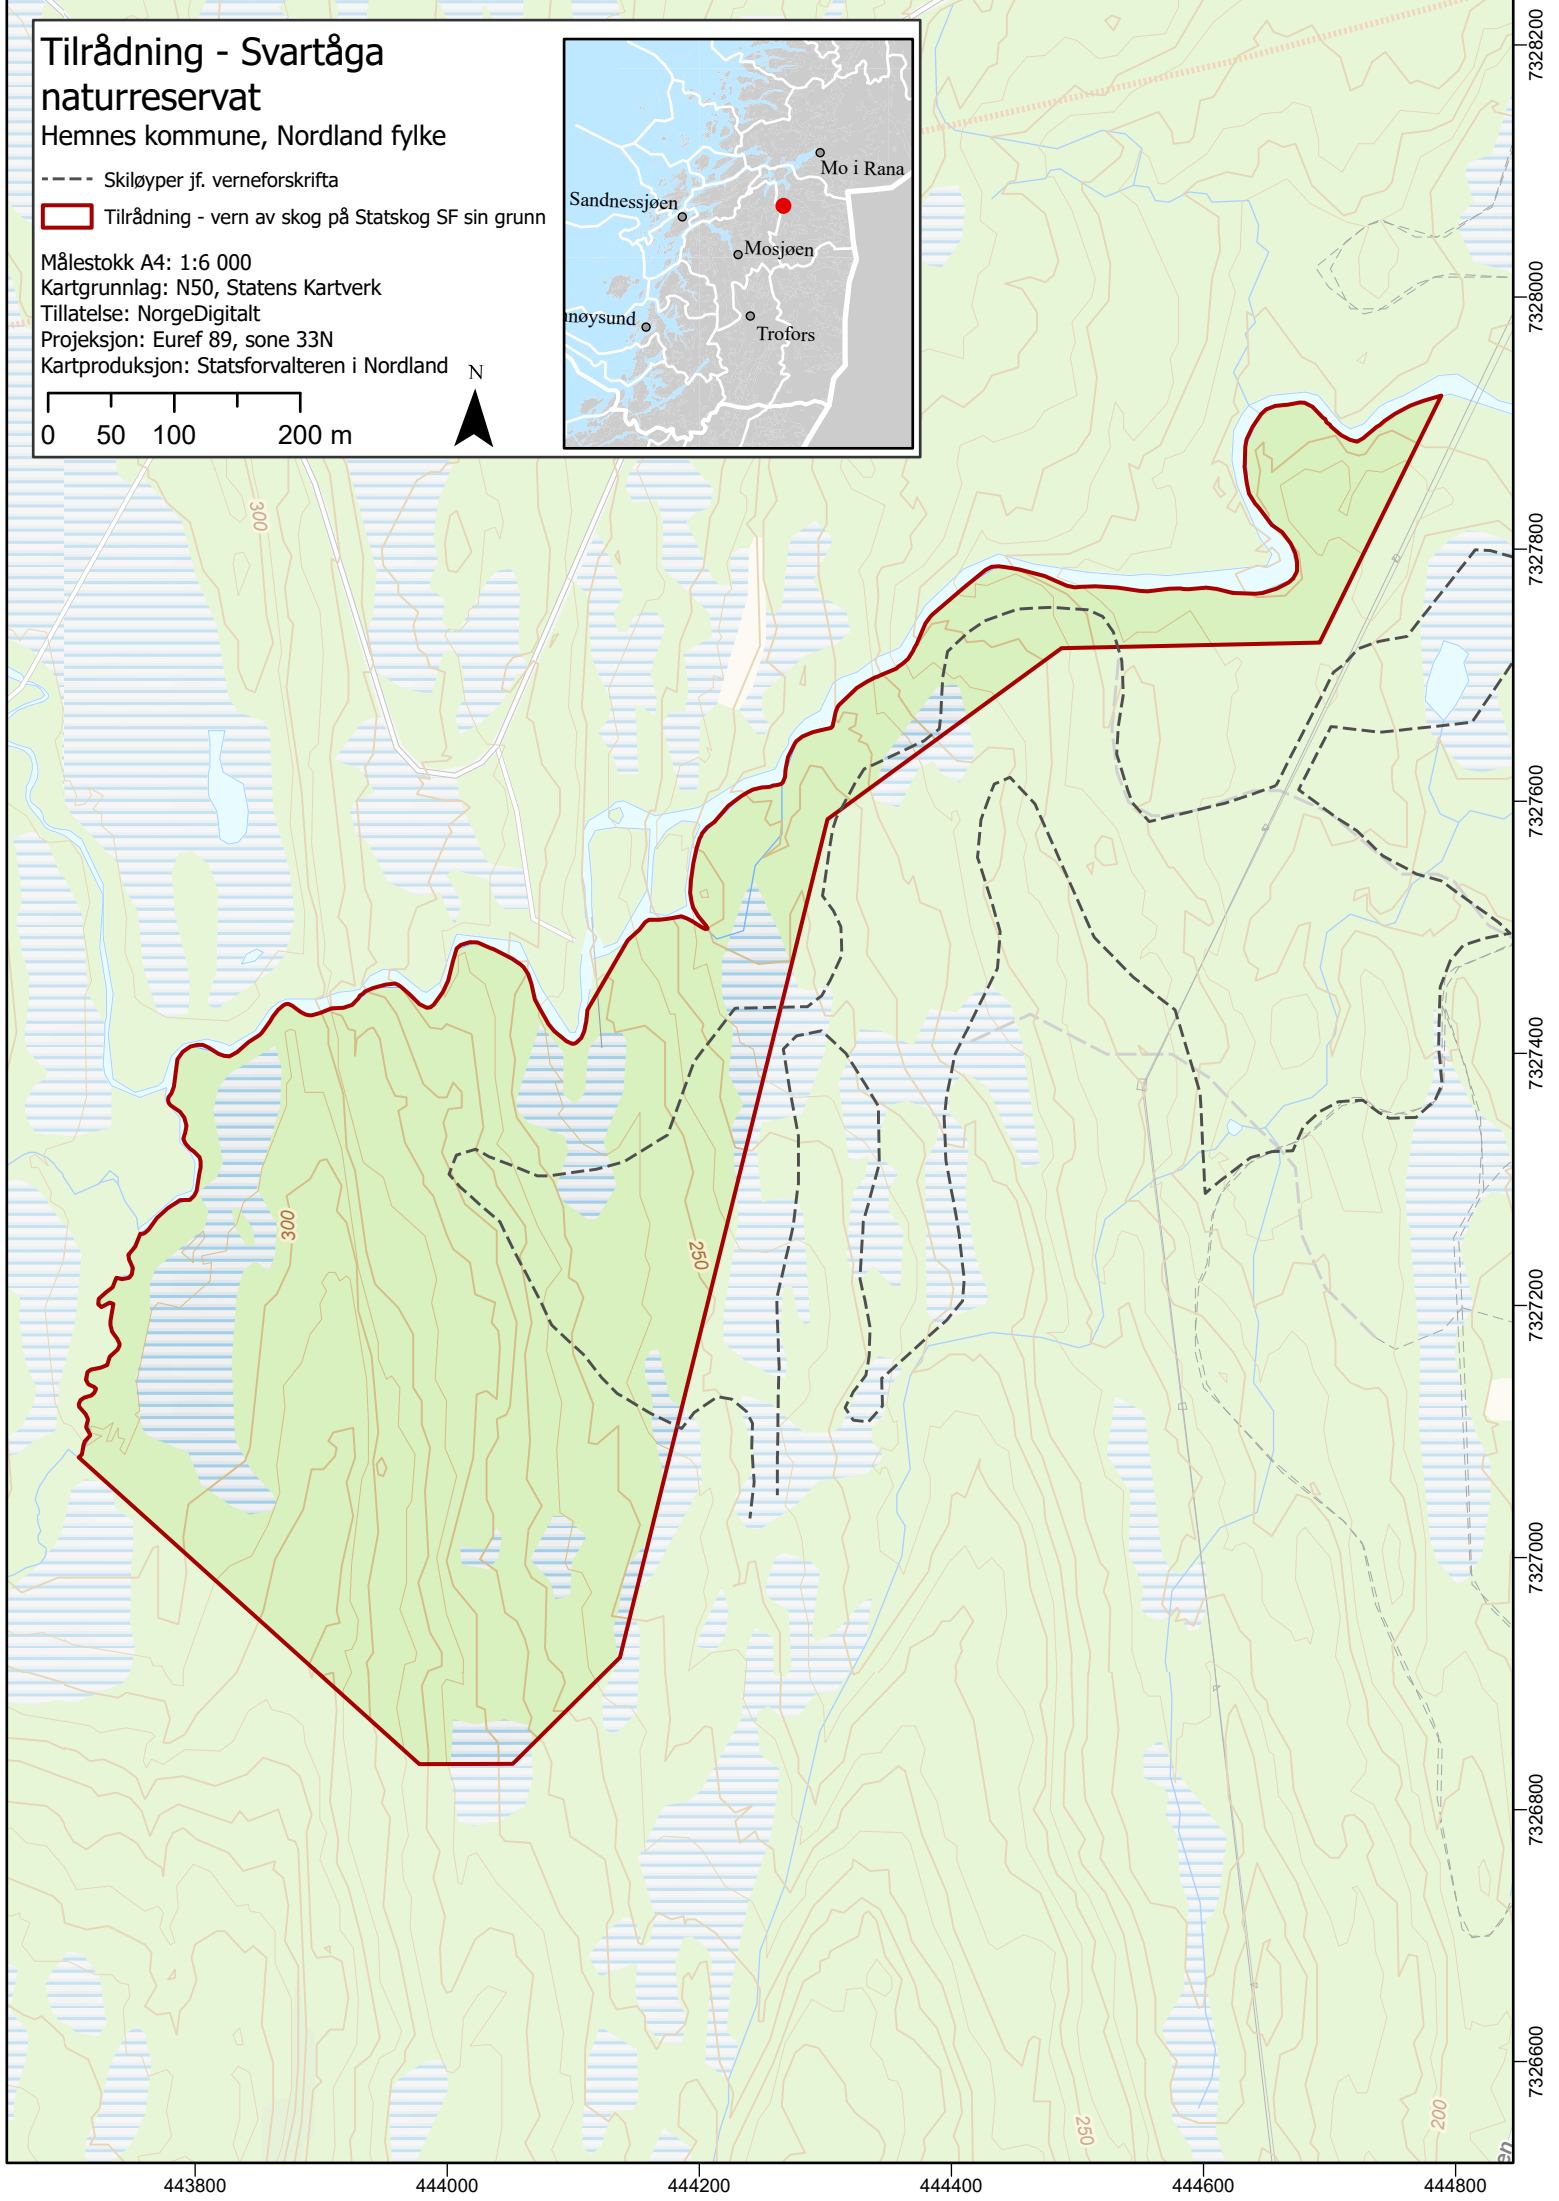 Tilrådning - Svartåga
naturreservat
Hemnes kommune, Nordland fylke
Skiløyper jf. verneforskrifta
Tilrådning - vern av skog på Statskog SF sin grunn
Målestokk A4: 1:6 000
Kartgrunnlag: N50, Statens Kartverk
Tillatelse: NorgeDigitalt
Projeksjon: Euref 89, sone 33N
Kartproduksjon: Statsforvalteren i Nordland
N
0 50 100 200 m
Mo i Rana
Sandnessjøen
Mosjøen
nøysund
Trofors
7328200
7328000
7327800
7327600
7327400
7327200
7327000
7326800
7326600
300
300
250
250
200
en
443800 444000 444200 444400 444600 444800